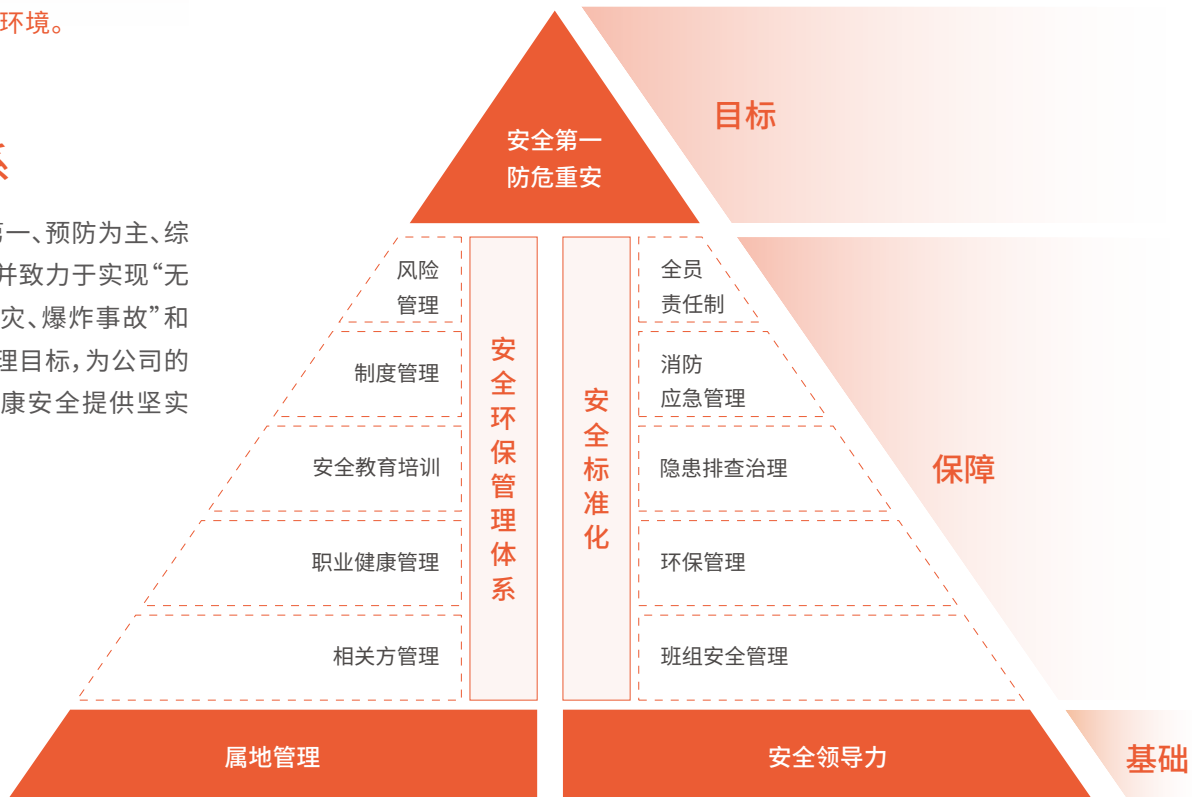 环境。
系
第一、预防为主、综
并致力于实现“无
灾、爆炸事故”和
理目标，为公司的
康安全提供坚实
安全第一
防危重安
目标
风险
管理
制度管理
安全教育培训
职业健康管理
相关方管理
安全环保管理体系
安全标准化
全员
责任制
消防
应急管理
隐患排查治理
环保管理
班组安全管理
保障
属地管理
安全领导力
基础